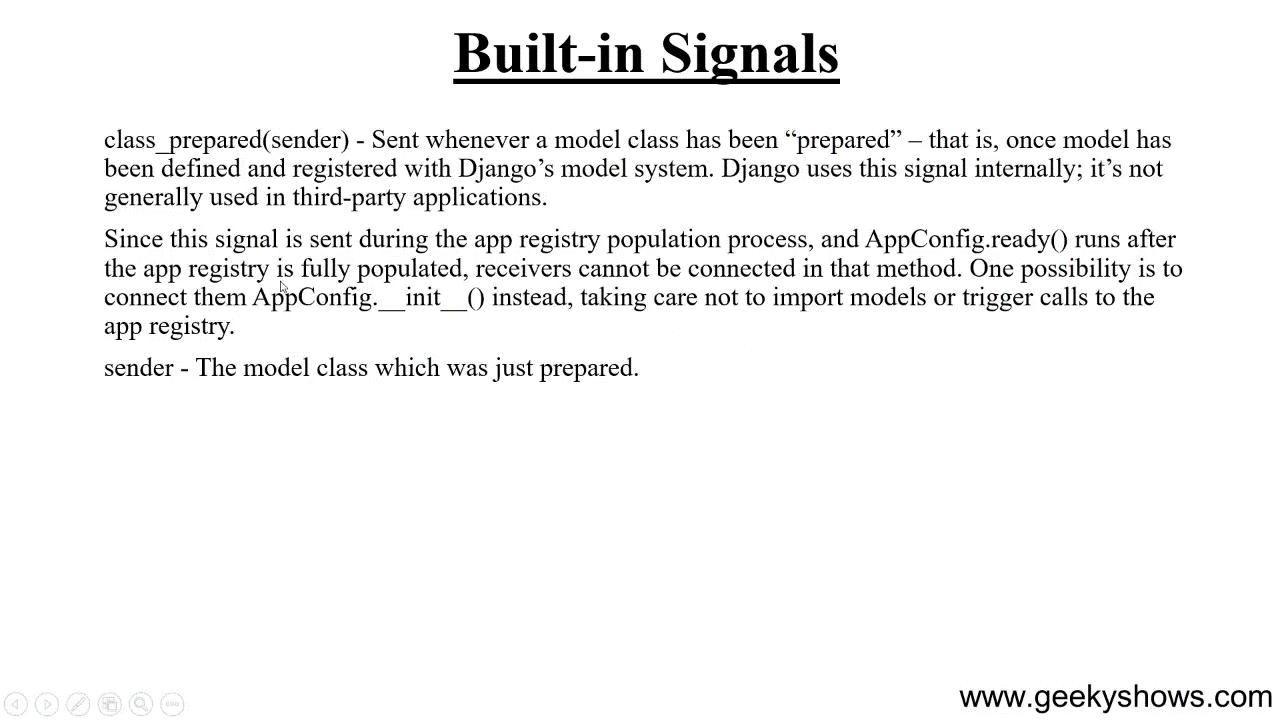 Built-in Signals
class_prepared(sender) - Sent whenever a model class has been “prepared” – that is, once model has
been defined and registered with Django’s model system. Django uses this signal internally; it’s not
generally used in third-party applications.
Since this signal is sent during the app registry population process, and AppConfig.ready() runs after
the app registry is fully populated, receivers cannot be connected in that method. One possibility is to
connect them AppConfig.__init__() instead, taking care not to import models or trigger calls to the
app registry.
sender - The model class which was just prepared.
www.geekyshows.com